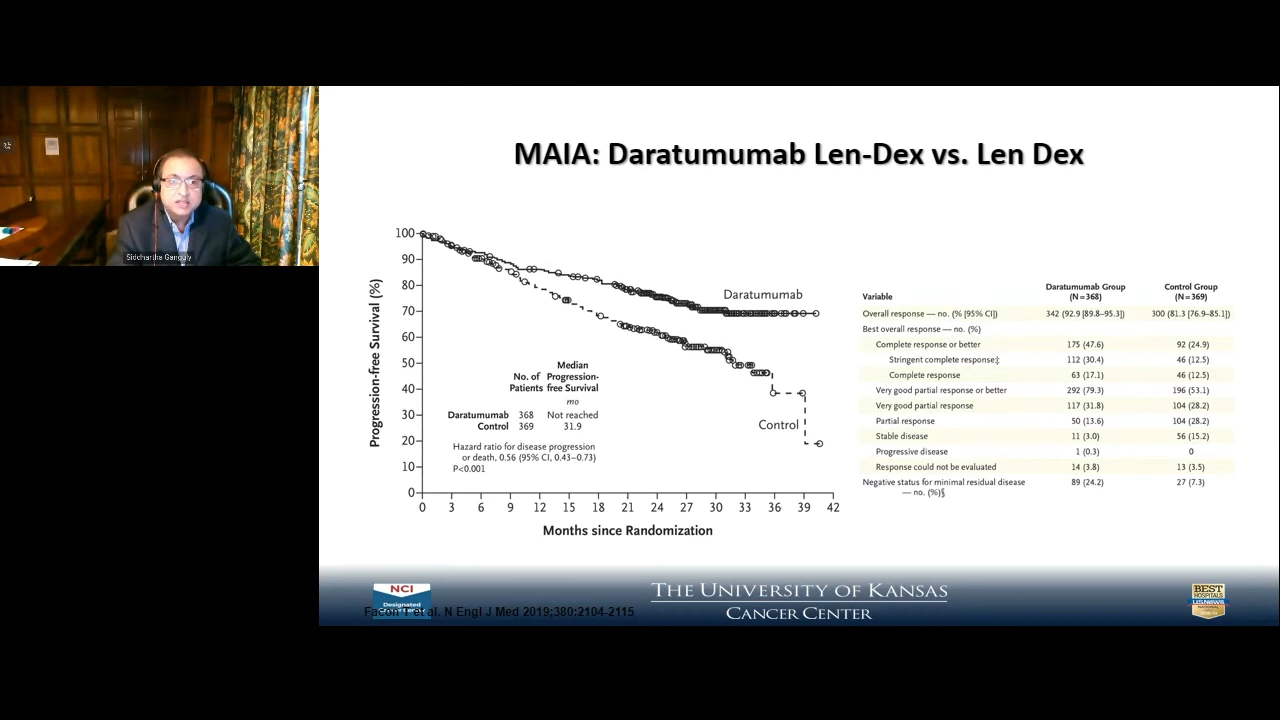 Siddhartha Ganguly
MAIA: Daratumumab Len-Dex vs. Len Dex
Progression-free Survival (%)
100
90
80
70
60
50
40
30
20
10
0
0 3 6 9 12 15 18 21 24 27 30 33 36 39 42
Months since Randomization
Daratumumab
Control
Median
No. of Progression-
Patients free Survival
mo
Daratumumab 368 Not reached
Control 369 31.9
Hazard ratio for disease progression
or death, 0.56 (95% CI, 0.43–0.73)
P<0.001
Variable Daratumumab Group (N=368) Control Group (N=369)
Overall response — no. (% [95% CI]) 342 (92.9 [89.8–95.3]) 300 (81.3 [76.9–85.1])
Best overall response — no. (%)
Complete response or better 175 (47.6) 92 (24.9)
Stringent complete response‡ 112 (30.4) 46 (12.5)
Complete response 63 (17.1) 46 (12.5)
Very good partial response or better 292 (79.3) 196 (53.1)
Very good partial response 117 (31.8) 104 (28.2)
Partial response 50 (13.6) 104 (28.2)
Stable disease 11 (3.0) 56 (15.2)
Progressive disease 1 (0.3) 0
Response could not be evaluated 14 (3.8) 13 (3.5)
Negative status for minimal residual disease 89 (24.2) 27 (7.3)
— no. (%)§
NCI
Designated
et al. N Engl J Med 2019;380:2104-2115
THE UNIVERSITY OF KANSAS
CANCER CENTER
BEST
HOSPITALS
U.S.News